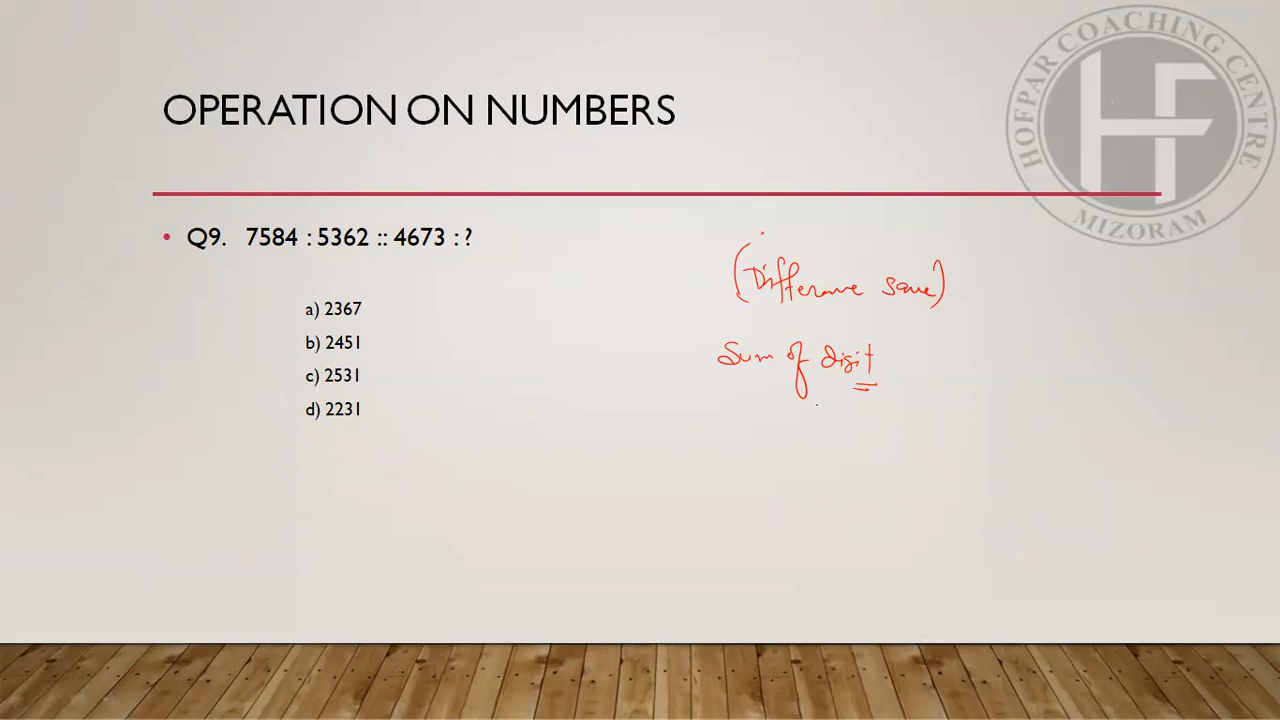 HOFPAR COACHING CENTRE
MIZORAM
OPERATION ON NUMBERS
Q9. 7584 : 5362 :: 4673 : ?
a) 2367
b) 2451
c) 2531
d) 2231
(Difference same)
Sum of digit